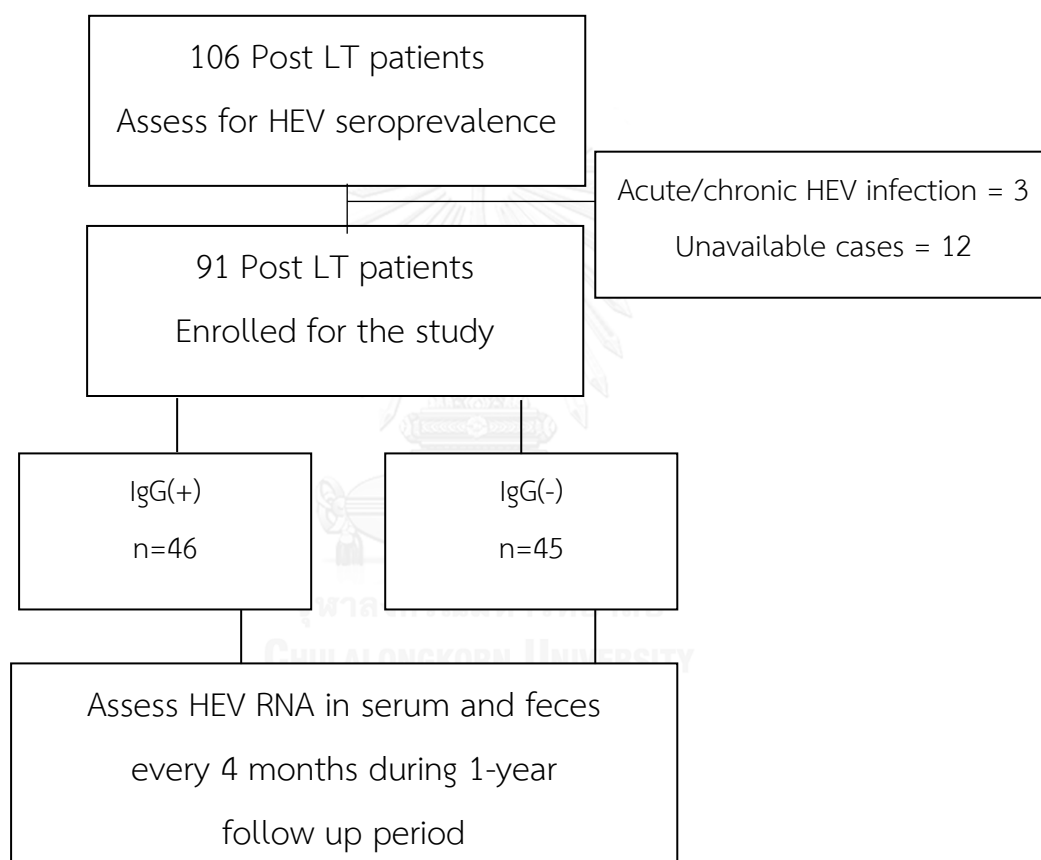 106 Post LT patients
Assess for HEV seroprevalence
Acute/chronic HEV infection = 3
Unavailable cases = 12
91 Post LT patients
Enrolled for the study
IgG(+)
n=46
IgG(-)
n=45
CHULALONGKORN UNIVERSITY
Assess HEV RNA in serum and feces
every 4 months during 1-year
follow up period